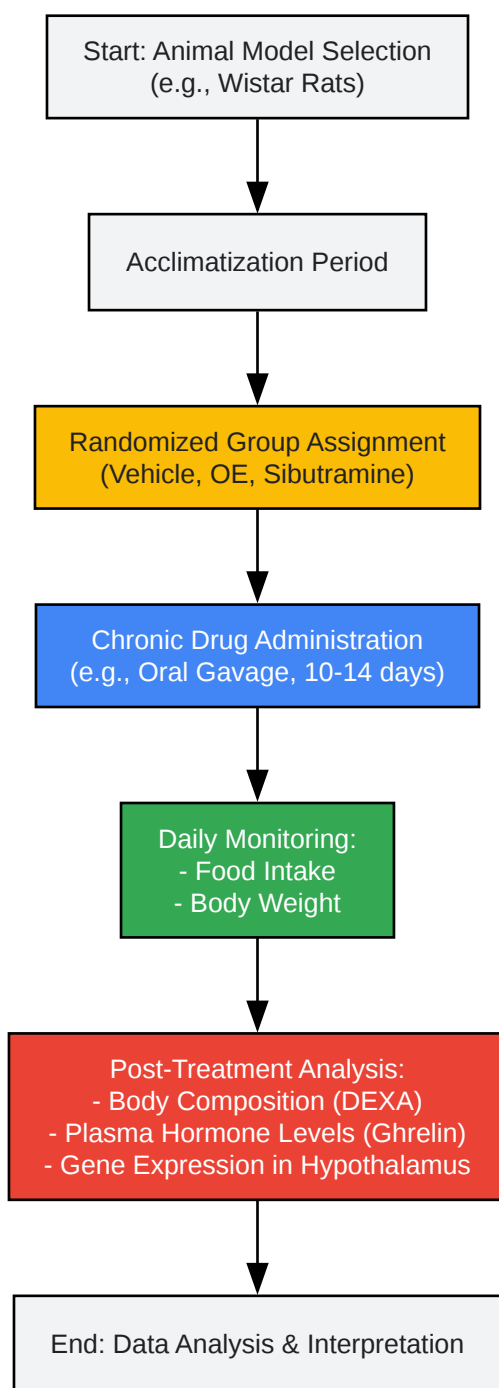 Start: Animal Model Selection
(e.g., Wistar Rats)
Acclimatization Period
Randomized Group Assignment
(Vehicle, OE, Sibutramine)
Chronic Drug Administration
(e.g., Oral Gavage, 10-14 days)
Daily Monitoring:
- Food Intake
- Body Weight
Post-Treatment Analysis:
- Body Composition (DEXA)
- Plasma Hormone Levels (Ghrelin)
- Gene Expression in Hypothalamus
End: Data Analysis & Interpretation